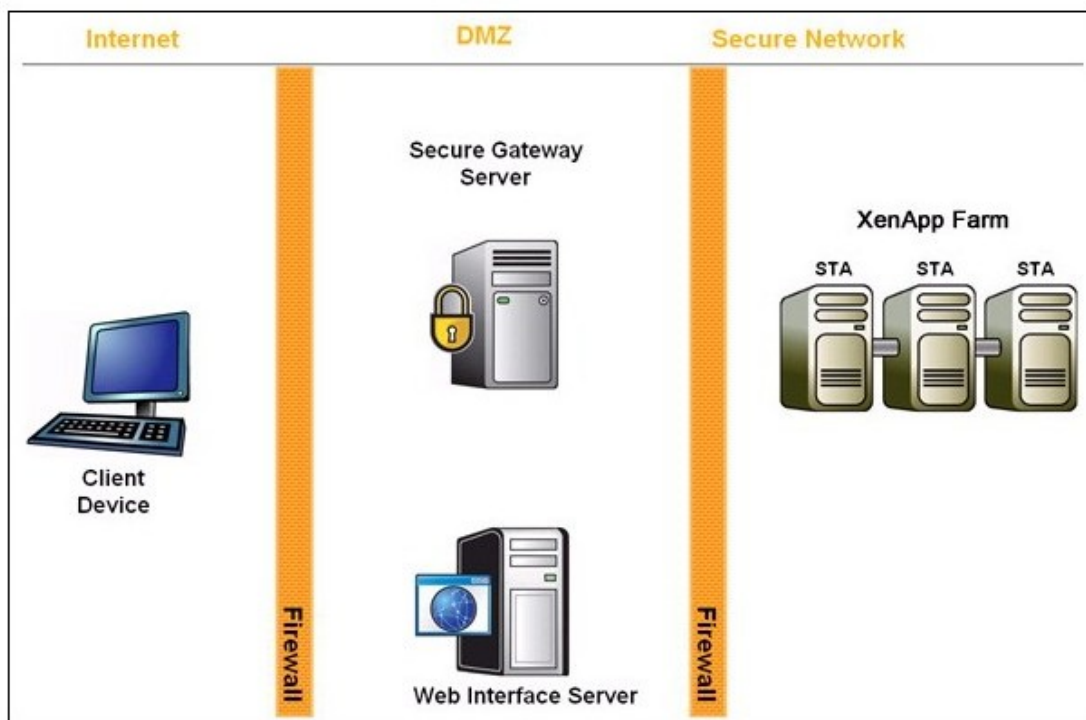 Internet
DMZ
Secure Network
Secure Gateway
Server
XenApp Farm
STA
STA
STA
Client
Device
Firewall
Firewall
Web Interface Server